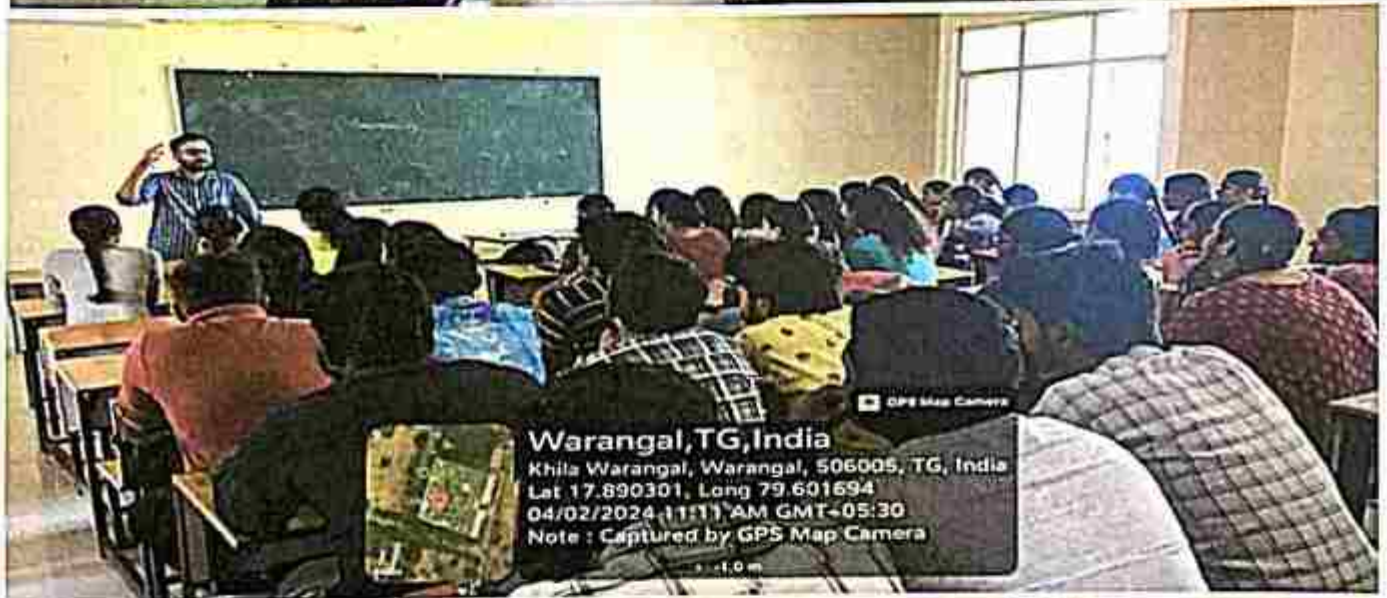 GPS Map Camera
Warangal,TG,India
Khila Warangal, Warangal, 506005, TG, India
Lat 17.890301, Long 79.601694
04/02/2024 11:11 AM GMT+05:30
Note : Captured by GPS Map Camera